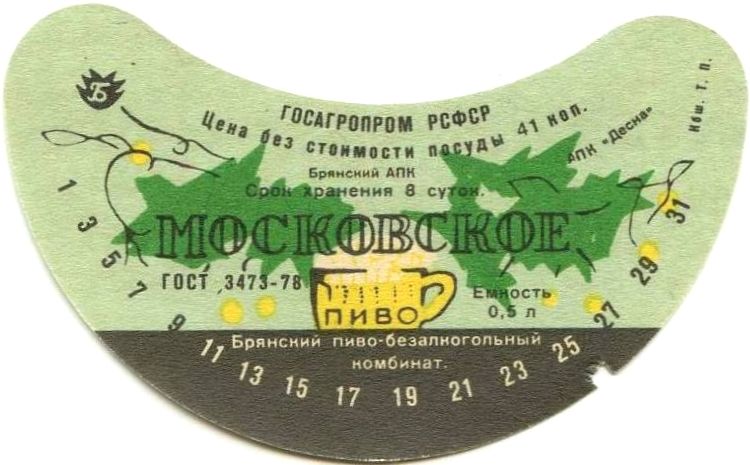 Б
ГОСАГРОПРОМ РСФСР
Цена без стоимости посуды 41 коп.
Брянский АПК
АПК «Десна»
Срок хранения 8 суток.
МОСКОВСКОЕ
ГОСТ 3473-78
ПИВО
Емкость
0,5 л
Брянский пиво-безалкогольный
комбинат.
1 3 5 7 9 11 13 15 17 19 21 23 25 27 29 31